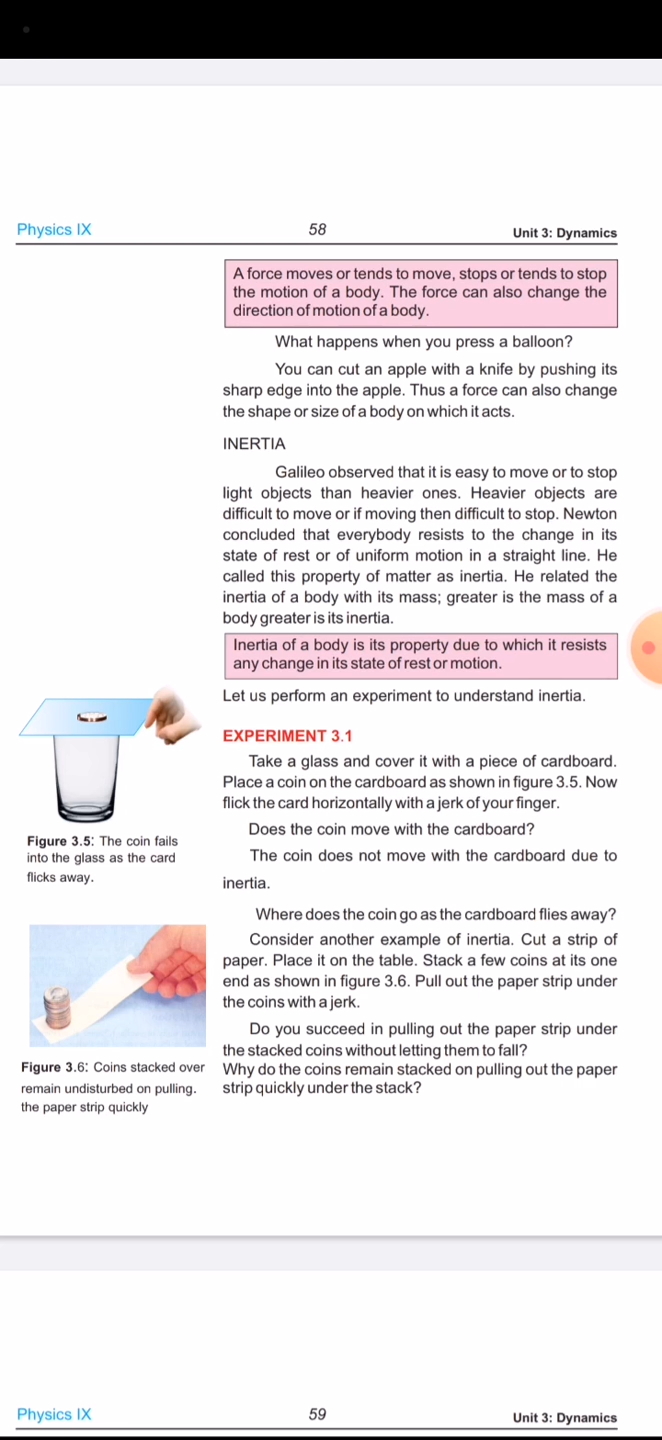 Physics IX 58 Unit 3: Dynamics
A force moves or tends to move, stops or tends to stop
the motion of a body. The force can also change the
direction of motion of a body.
What happens when you press a balloon?
You can cut an apple with a knife by pushing its
sharp edge into the apple. Thus a force can also change
the shape or size of a body on which it acts.
INERTIA
Galileo observed that it is easy to move or to stop
light objects than heavier ones. Heavier objects are
difficult to move or if moving then difficult to stop. Newton
concluded that everybody resists to the change in its
state of rest or of uniform motion in a straight line. He
called this property of matter as inertia. He related the
inertia of a body with its mass; greater is the mass of a
body greater is its inertia.
Inertia of a body is its property due to which it resists
any change in its state of rest or motion.
Let us perform an experiment to understand inertia.
EXPERIMENT 3.1
Take a glass and cover it with a piece of cardboard.
Place a coin on the cardboard as shown in figure 3.5. Now
flick the card horizontally with a jerk of your finger.
Does the coin move with the cardboard?
The coin does not move with the cardboard due to
inertia.
Where does the coin go as the cardboard flies away?
Consider another example of inertia. Cut a strip of
paper. Place it on the table. Stack a few coins at its one
end as shown in figure 3.6. Pull out the paper strip under
the coins with a jerk.
Do you succeed in pulling out the paper strip under
the stacked coins without letting them to fall?
Why do the coins remain stacked on pulling out the paper
strip quickly under the stack?
Figure 3.5: The coin falls
into the glass as the card
flicks away.
Figure 3.6: Coins stacked over
remain undisturbed on pulling.
the paper strip quickly
Physics IX 59 Unit 3: Dynamics